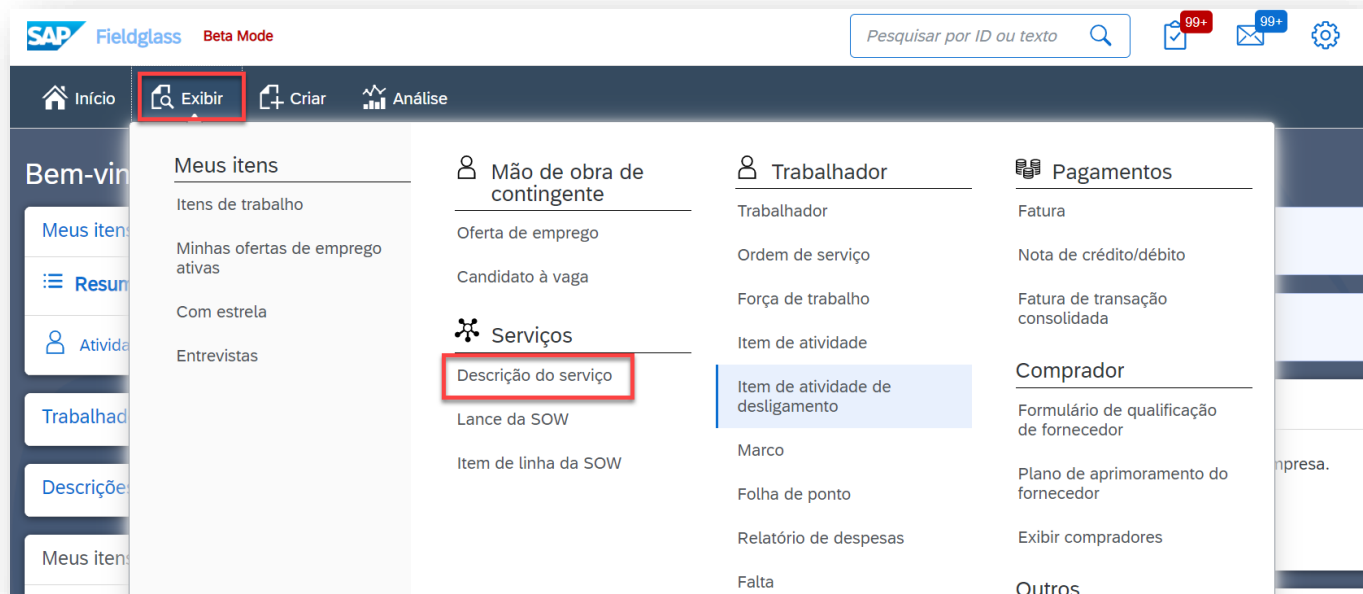 SAP Fieldglass Beta Mode
Pesquisar por ID ou texto
99+
99+
Início
Exibir
Criar
Análise
Bem-vin
Meus iten
Resum
Ativida
Trabalhad
Descriçõe
Meus iten
Meus itens
Itens de trabalho
Minhas ofertas de emprego
ativas
Com estrela
Entrevistas
Mão de obra de
contingente
Oferta de emprego
Candidato à vaga
Serviços
Descrição do serviço
Lance da SOW
Item de linha da SOW
Trabalhador
Trabalhador
Ordem de serviço
Força de trabalho
Item de atividade
Item de atividade de
desligamento
Marco
Folha de ponto
Relatório de despesas
Falta
Pagamentos
Fatura
Nota de crédito/débito
Fatura de transação
consolidada
Comprador
Formulário de qualificação
de fornecedor
Plano de aprimoramento do
fornecedor
Exibir compradores
Outros
mpresa.